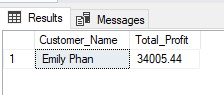 Results Messages
Customer_Name Total_Profit
1 Emily Phan 34005.44